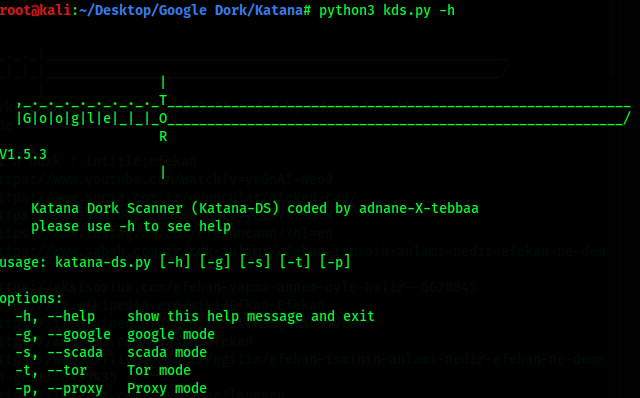 root@kali:~/Desktop/Google Dork/Katana# python3 kds.py -h
|
,_._._._._._._._._T______________________________________________________________
|G|o|o|g|l|e|_|_|_O_____________________________________________________________/
R
V1.5.3
|
Katana Dork Scanner (Katana-DS) coded by adnane-X-tebbaa
please use -h to see help
usage: katana-ds.py [-h] [-g] [-s] [-t] [-p]
options:
-h, --help    show this help message and exit
-g, --google  google mode
-s, --scada   scada mode
-t, --tor     Tor mode
-p, --proxy   Proxy mode